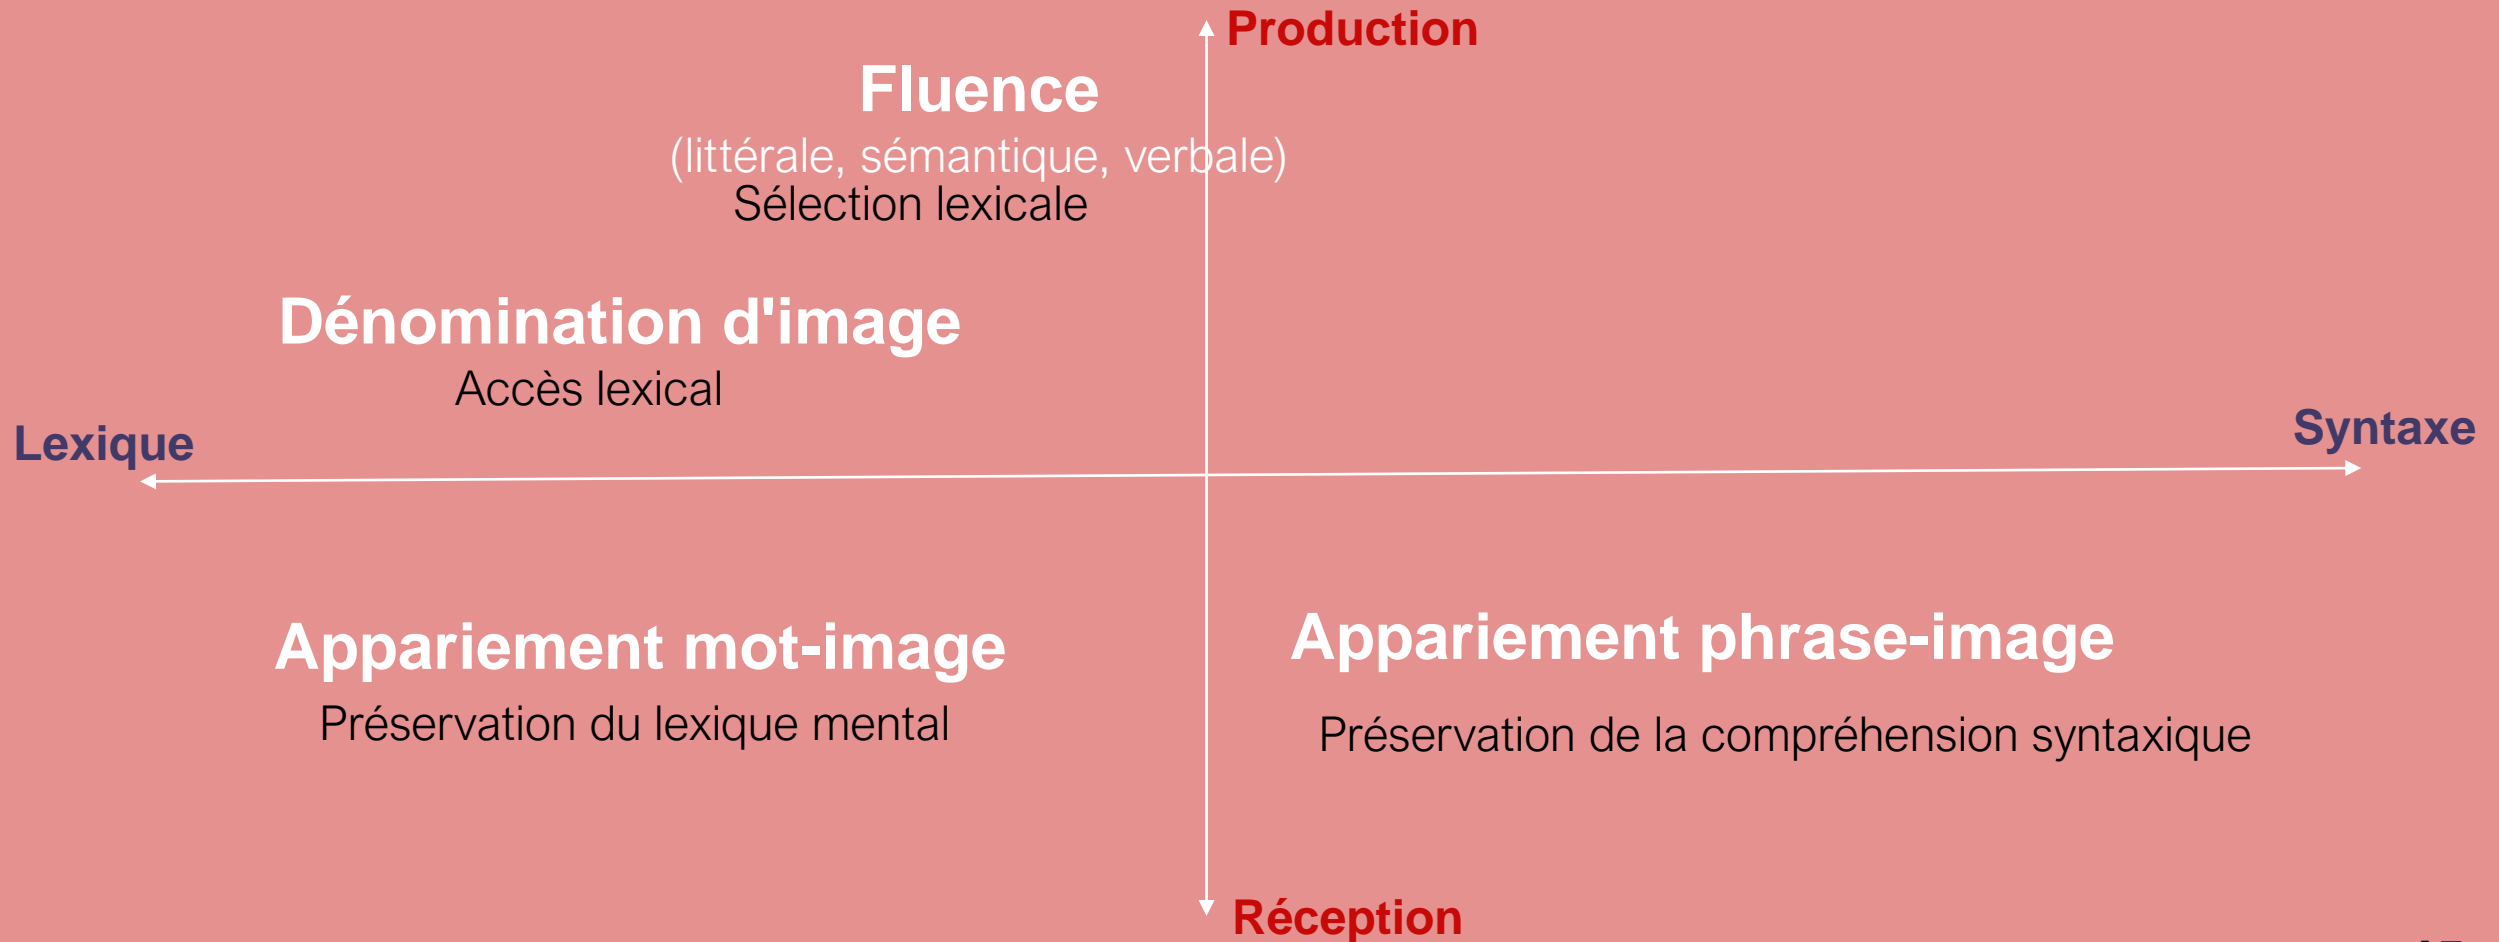 Production
Fluence
(littérale, sémantique, verbale)
Sélection lexicale
Dénomination d'image
Accès lexical
Lexique
Syntaxe
Appariement mot-image
Préservation du lexique mental
Appariement phrase-image
Préservation de la compréhension syntaxique
Réception